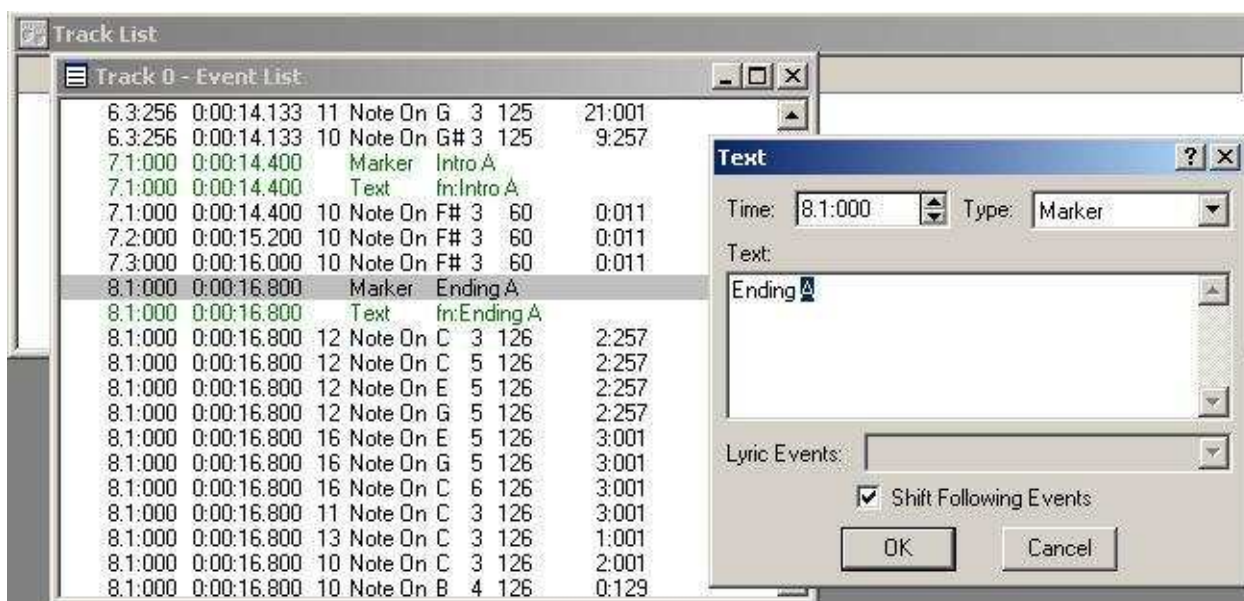 Track List
Track 0 - Event List
6.3:256 0:00:14.133 11 Note On G 3 125 21:001
6.3:256 0:00:14.133 10 Note On G# 3 125 9:257
7.1:000 0:00:14.400 Marker Intro A
7.1:000 0:00:14.400 Text fn:Intro A
7.1:000 0:00:14.400 10 Note On F# 3 60 0:011
7.2:000 0:00:15.200 10 Note On F# 3 60 0:011
7.3:000 0:00:16.000 10 Note On F# 3 60 0:011
8.1:000 0:00:16.800 Marker Ending A
8.1:000 0:00:16.800 Text fn:Ending A
8.1:000 0:00:16.800 12 Note On C 3 126 2:257
8.1:000 0:00:16.800 12 Note On C 5 126 2:257
8.1:000 0:00:16.800 12 Note On E 5 126 2:257
8.1:000 0:00:16.800 12 Note On G 5 126 2:257
8.1:000 0:00:16.800 16 Note On E 5 126 3:001
8.1:000 0:00:16.800 16 Note On G 5 126 3:001
8.1:000 0:00:16.800 16 Note On C 6 126 3:001
8.1:000 0:00:16.800 11 Note On C 3 126 3:001
8.1:000 0:00:16.800 13 Note On C 3 126 1:001
8.1:000 0:00:16.800 10 Note On C 3 126 2:001
8.1:000 0:00:16.800 10 Note On B 4 126 0:129
Text
Time: 8.1:000 Type: Marker
Text:
Ending A
Lyric Events:
Shift Following Events
OK Cancel